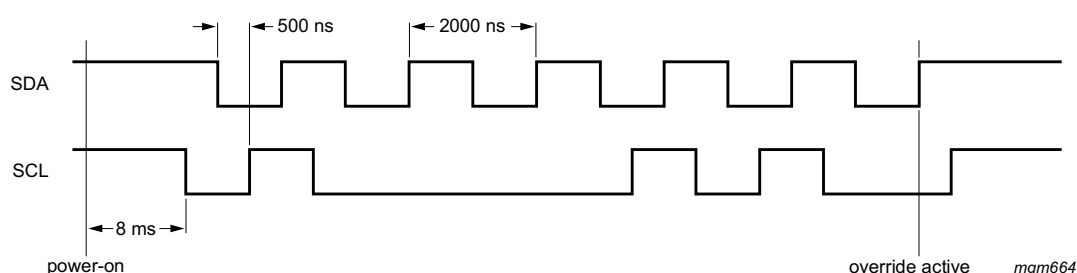 500 ns
2000 ns
SDA
SCL
8 ms
power-on
override active
mgm664